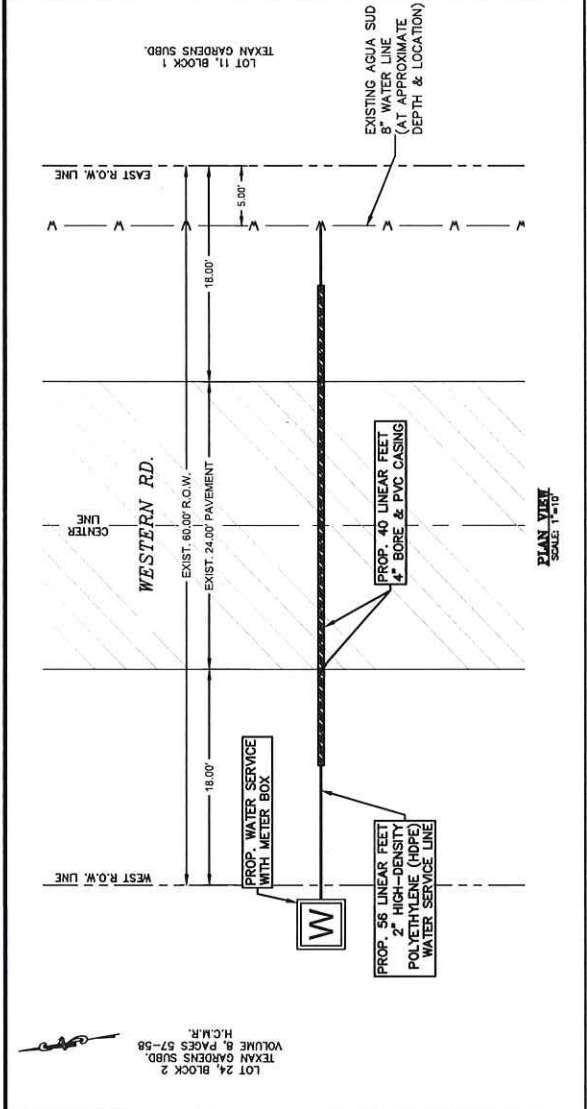 LOT 11, BLOCK 1
TEXAN GARDENS SUBD.
EXISTING AGUA SUD
8" WATER LINE
(AT APPROXIMATE
DEPTH & LOCATION)
EAST R.O.W. LINE
5.00'
W
W
W
W
W
W
W
W
18.00'
CENTER
LINE
WESTERN RD.
EXIST. 60.00' R.O.W.
EXIST. 24.00' PAVEMENT
PROP. 40 LINEAR FEET
4" BORE & PVC CASING
PLAN VIEW
SCALE: 1"=10'
18.00'
PROP. WATER SERVICE
WITH METER BOX
WEST R.O.W. LINE
W
PROP. 56 LINEAR FEET
2" HIGH-DENSITY
POLYETHYLENE (HDPE)
WATER SERVICE LINE
LOT 24, BLOCK 2
TEXAN GARDENS SUBD.
VOLUME 8, PAGES 57-58
H.C.M.R.